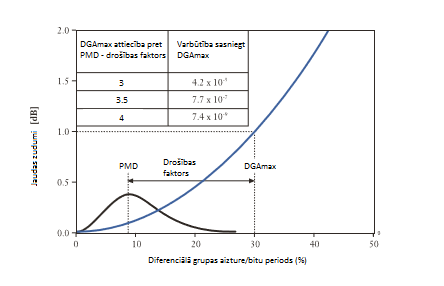 2.0
DGAmax attiecība pret
PMD - drošības faktors
Varbūtība sasniegt
DGAmax
3
4.2 x 10⁻⁵
3.5
7.7 x 10⁻⁷
4
7.4 x 10⁻⁹
1.5
1.0
0.5
0.0
Jaudas zudumi [dB]
PMD
Drošības
faktors
DGAmax
0
10
20
30
40
50
Diferenciālā grupas aizture/bitu periods (%)